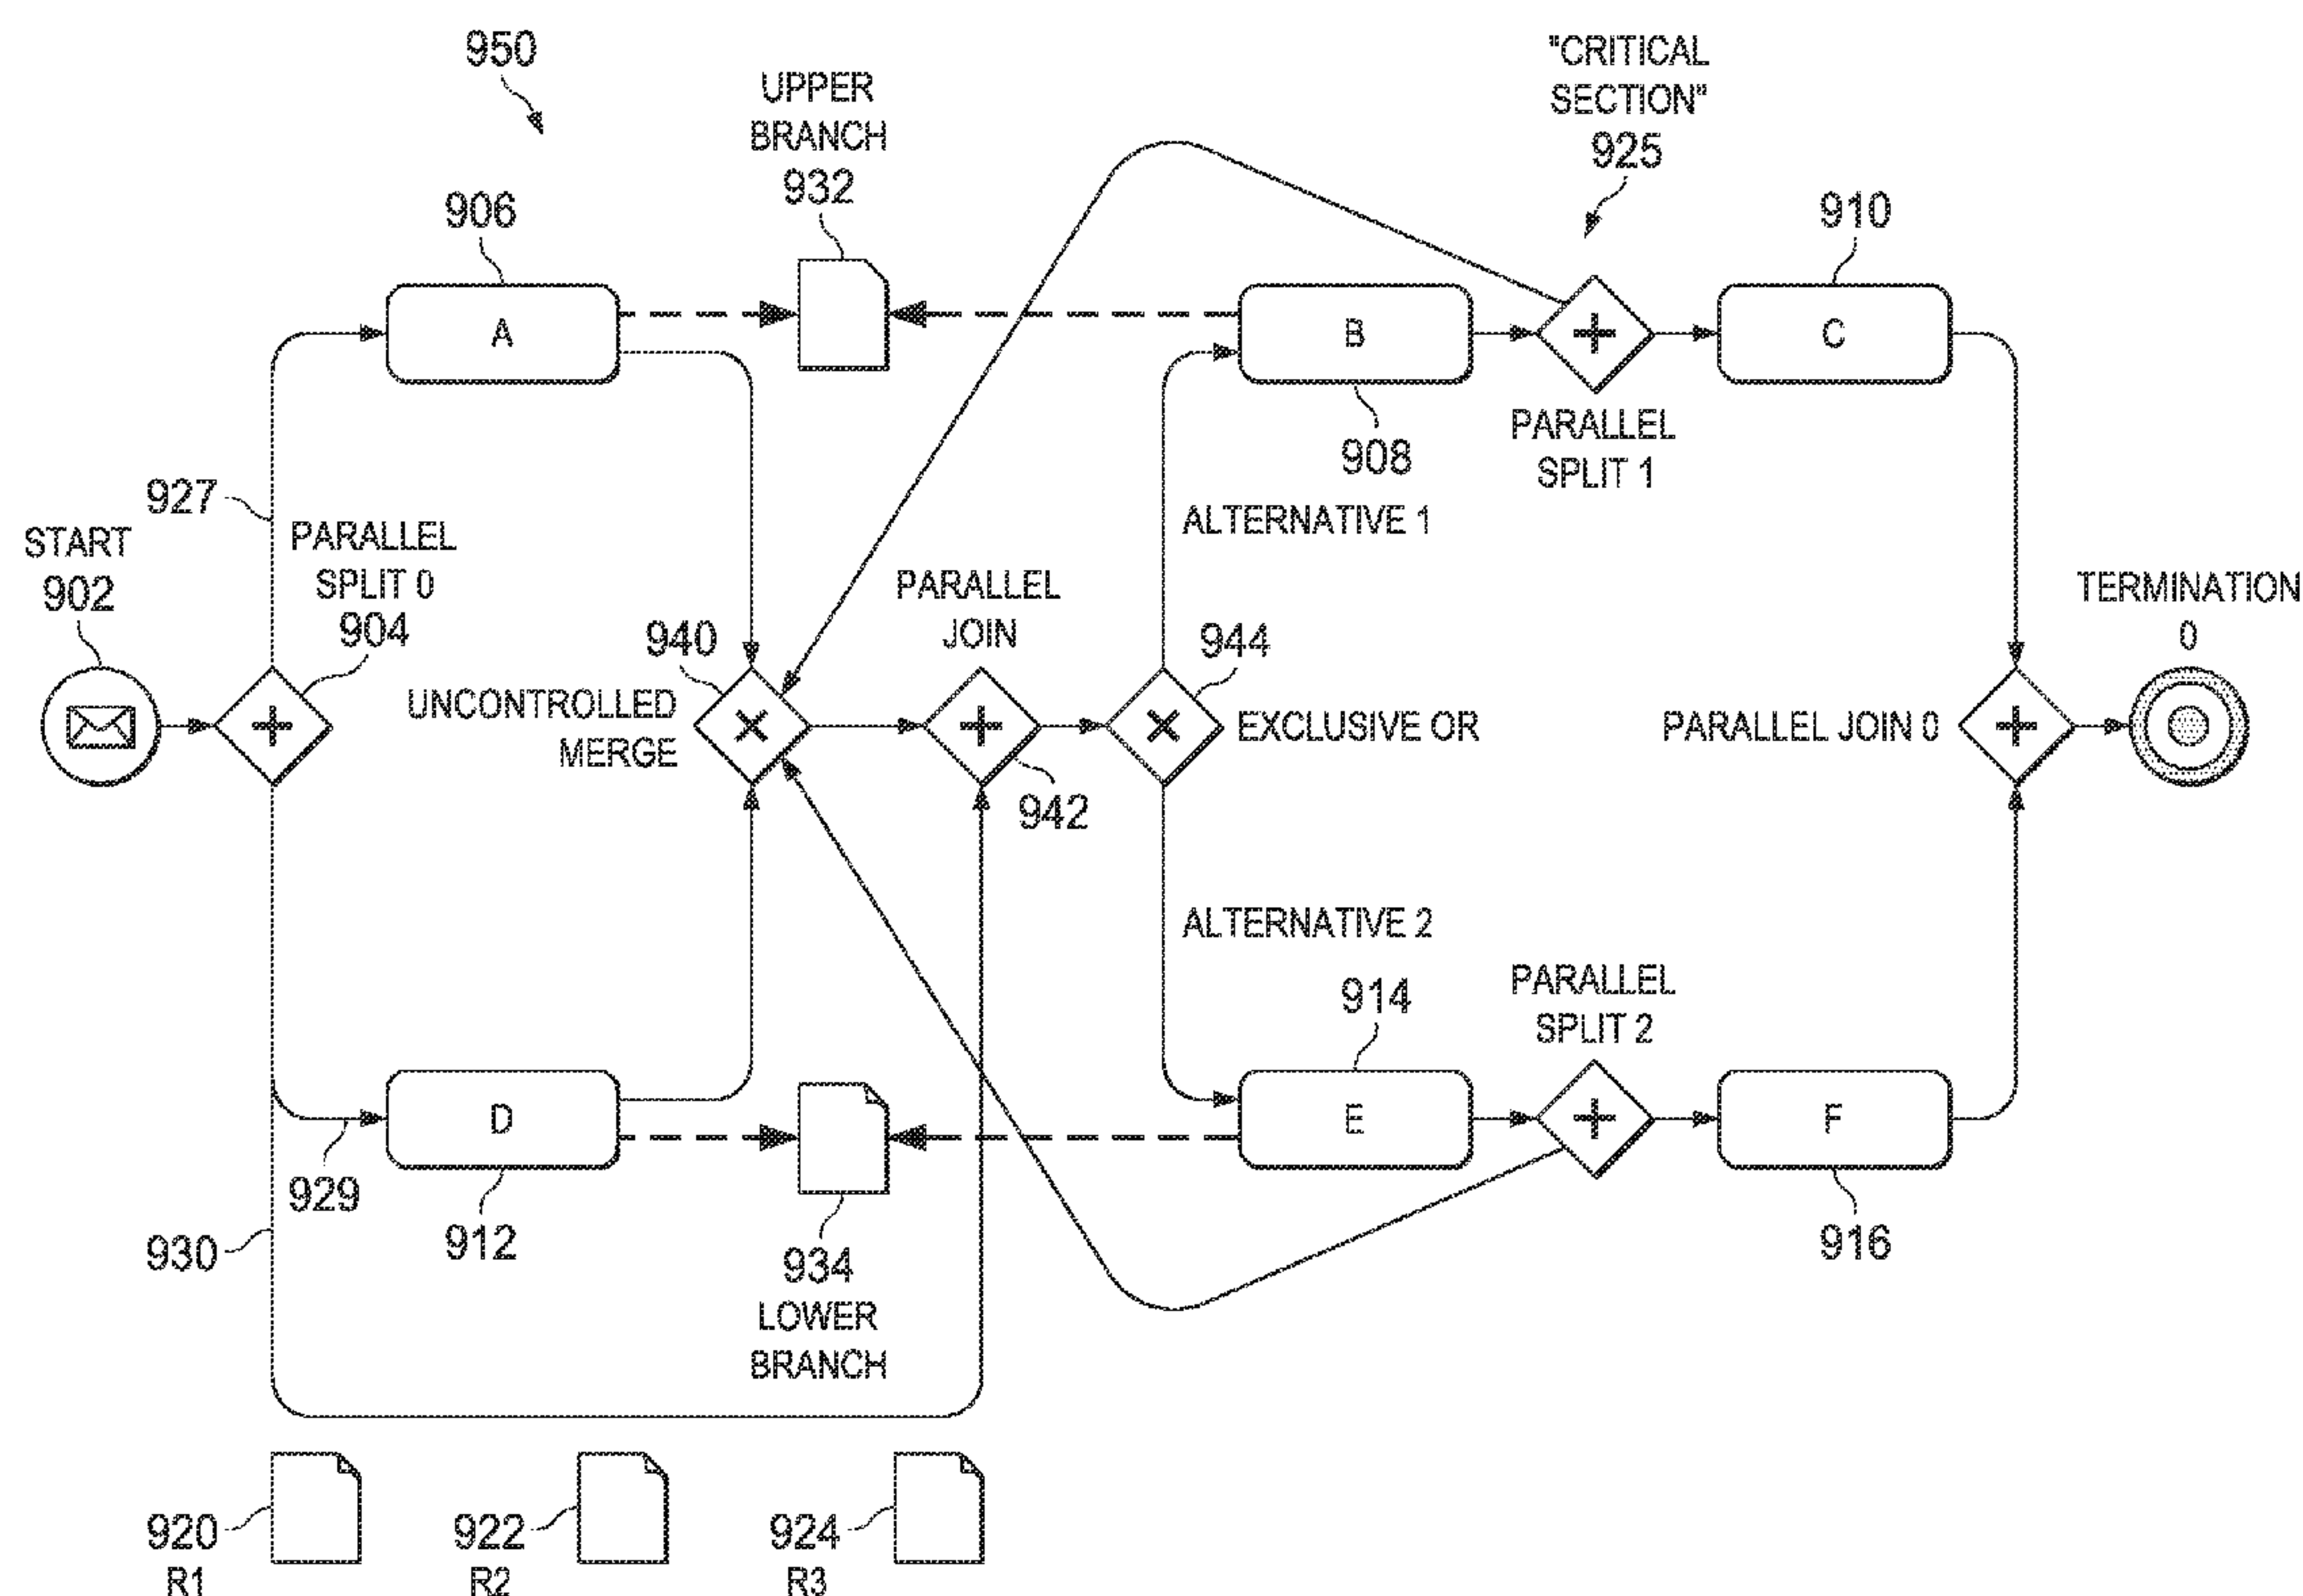 950
UPPER
BRANCH
932
"CRITICAL
SECTION"
925
906
910
A
B
C
908
PARALLEL
SPLIT 1
927
ALTERNATIVE 1
START
902
PARALLEL
SPLIT 0
904
940
UNCONTROLLED
MERGE
PARALLEL
JOIN
942
944
EXCLUSIVE OR
PARALLEL JOIN 0
TERMINATION
0
ALTERNATIVE 2
914
PARALLEL
SPLIT 2
D
E
F
929
912
930
934
LOWER
BRANCH
916
920
R1
922
R2
924
R3